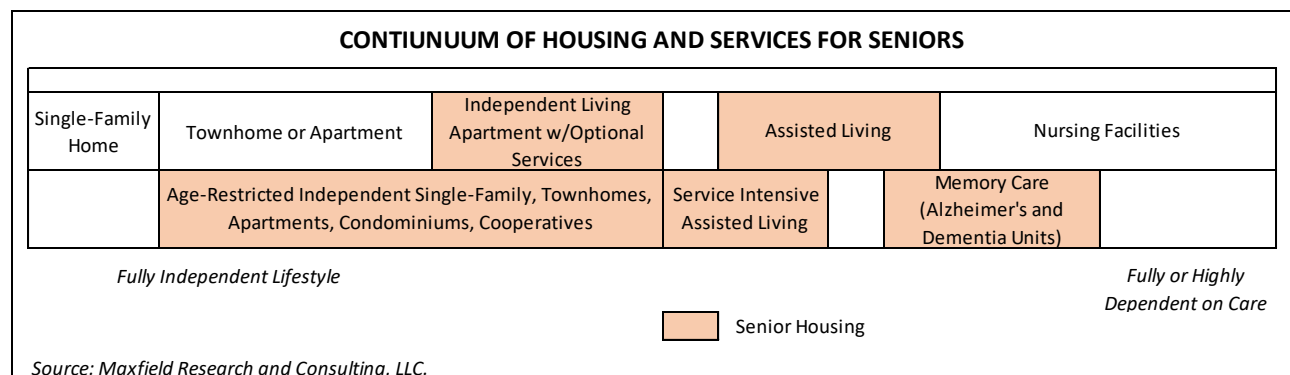 CONTIUNUUM OF HOUSING AND SERVICES FOR SENIORS
Single-Family
Home
Townhome or Apartment
Independent Living
Apartment w/Optional
Services
Assisted Living
Nursing Facilities
Age-Restricted Independent Single-Family, Townhomes,
Apartments, Condominiums, Cooperatives
Service Intensive
Assisted Living
Memory Care
(Alzheimer's and
Dementia Units)
Fully Independent Lifestyle
Fully or Highly
Dependent on Care
Senior Housing
Source: Maxfield Research and Consulting, LLC.